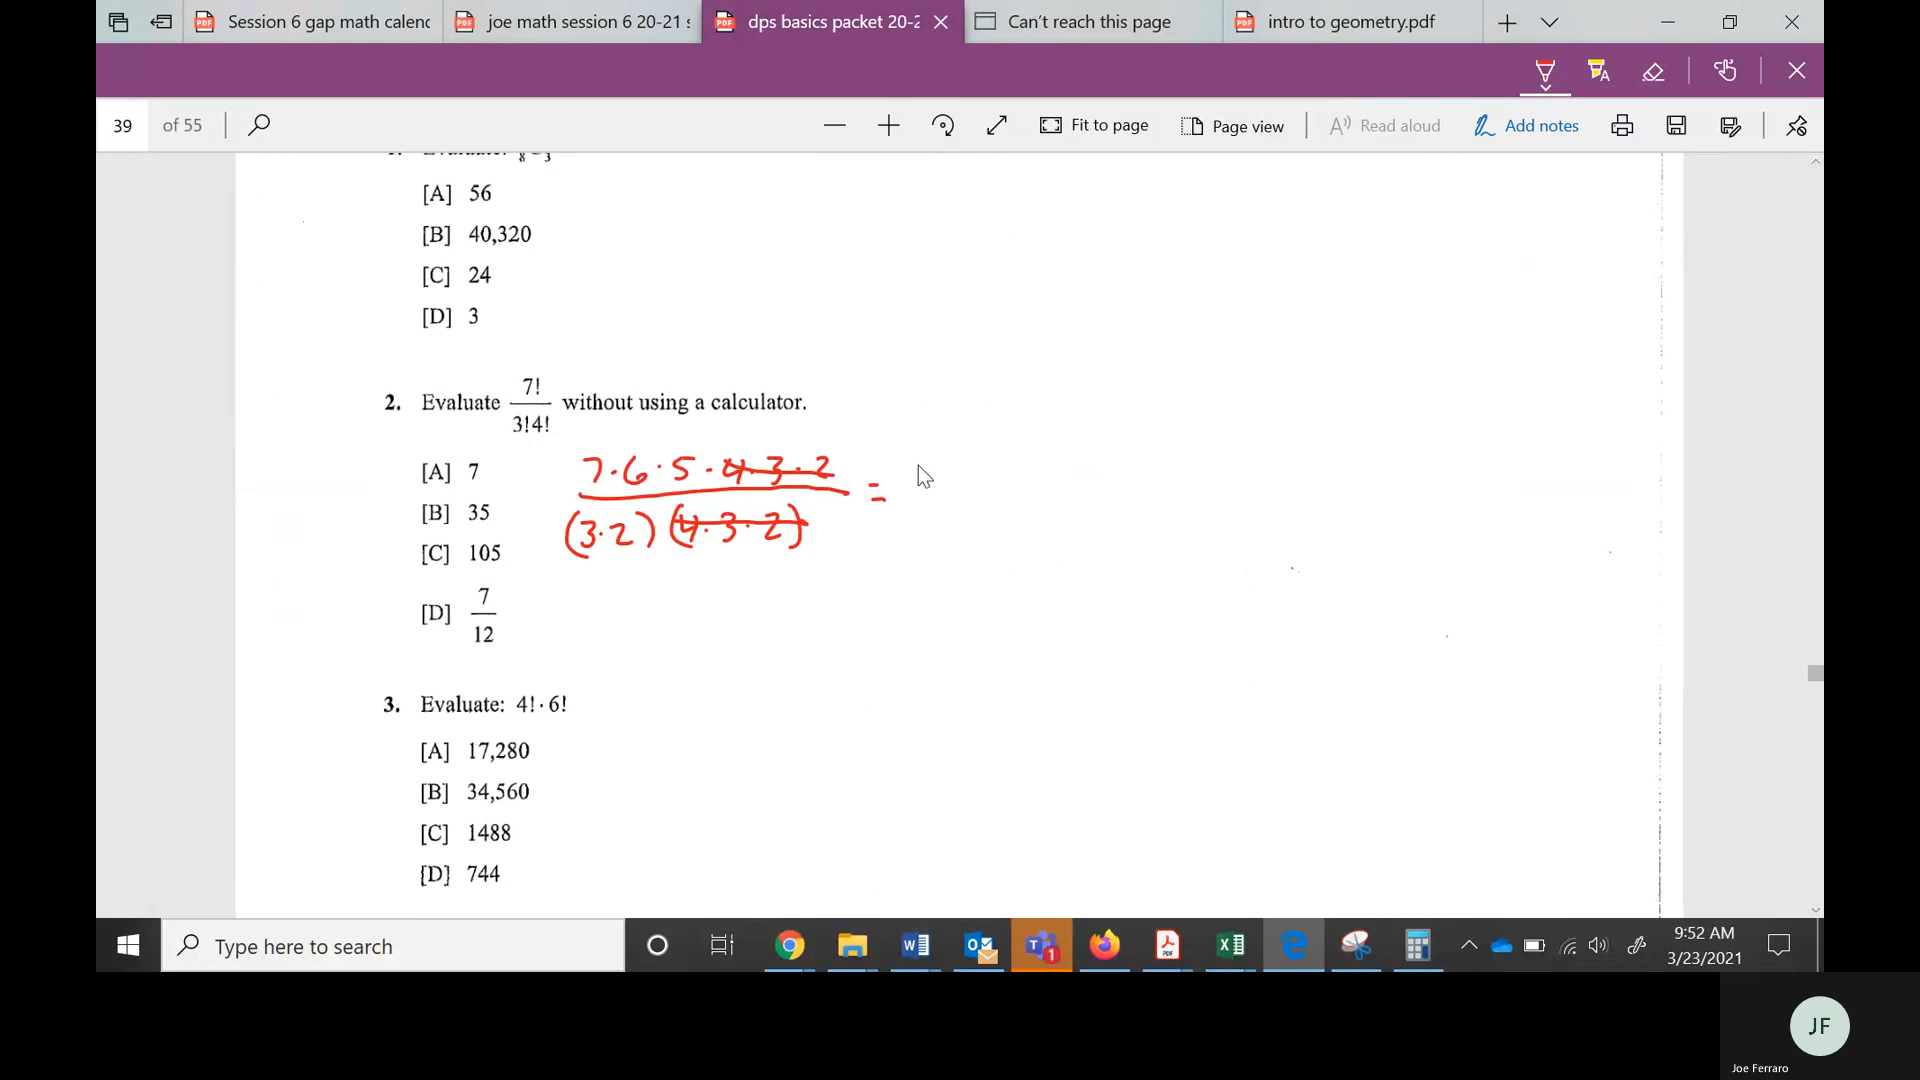 Session 6 gap math calend
joe math session 6 20-21 s
dps basics packet 20-2
Can't reach this page
intro to geometry.pdf
39 of 55
Fit to page
Page view
Read aloud
Add notes
[A] 56
[B] 40,320
[C] 24
[D] 3
2. Evaluate 7!/3!4! without using a calculator.
[A] 7
[B] 35
[C] 105
[D] 7/12
7·6·5·4·3·2
=
(3·2)(4·3·2)
3. Evaluate: 4!·6!
[A] 17,280
[B] 34,560
[C] 1488
[D] 744
Type here to search
1
9:52 AM
3/23/2021
JF
Joe Ferraro